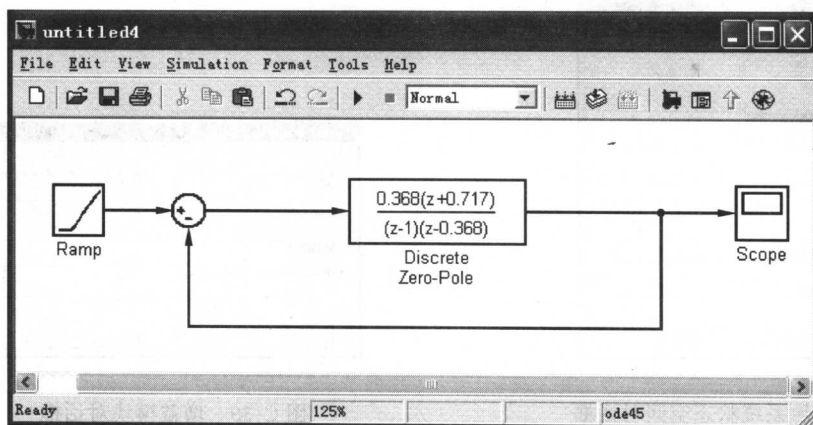 untitled4
File Edit View Simulation Format Tools Help
Normal
0.368(z+0.717)
(z-1)(z-0.368)
Ramp
Discrete
Zero-Pole
Scope
Ready 125% ode45